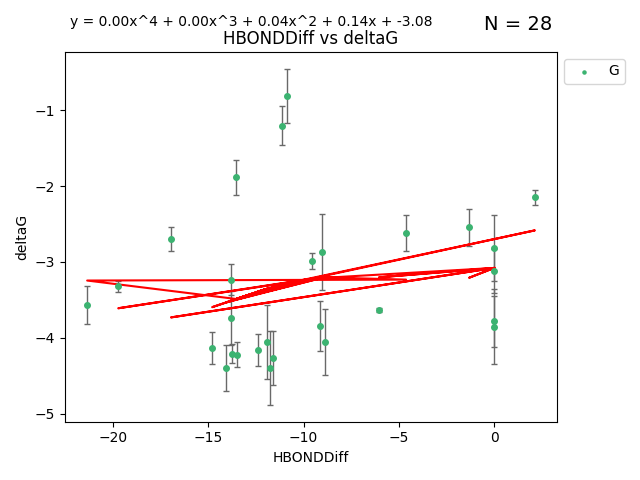 y = 0.00x^4 + 0.00x^3 + 0.04x^2 + 0.14x + -3.08
N = 28
HBONDDiff vs deltaG
G
deltaG
−1
−2
−3
−4
−5
−20 −15 −10 −5 0
HBONDDiff